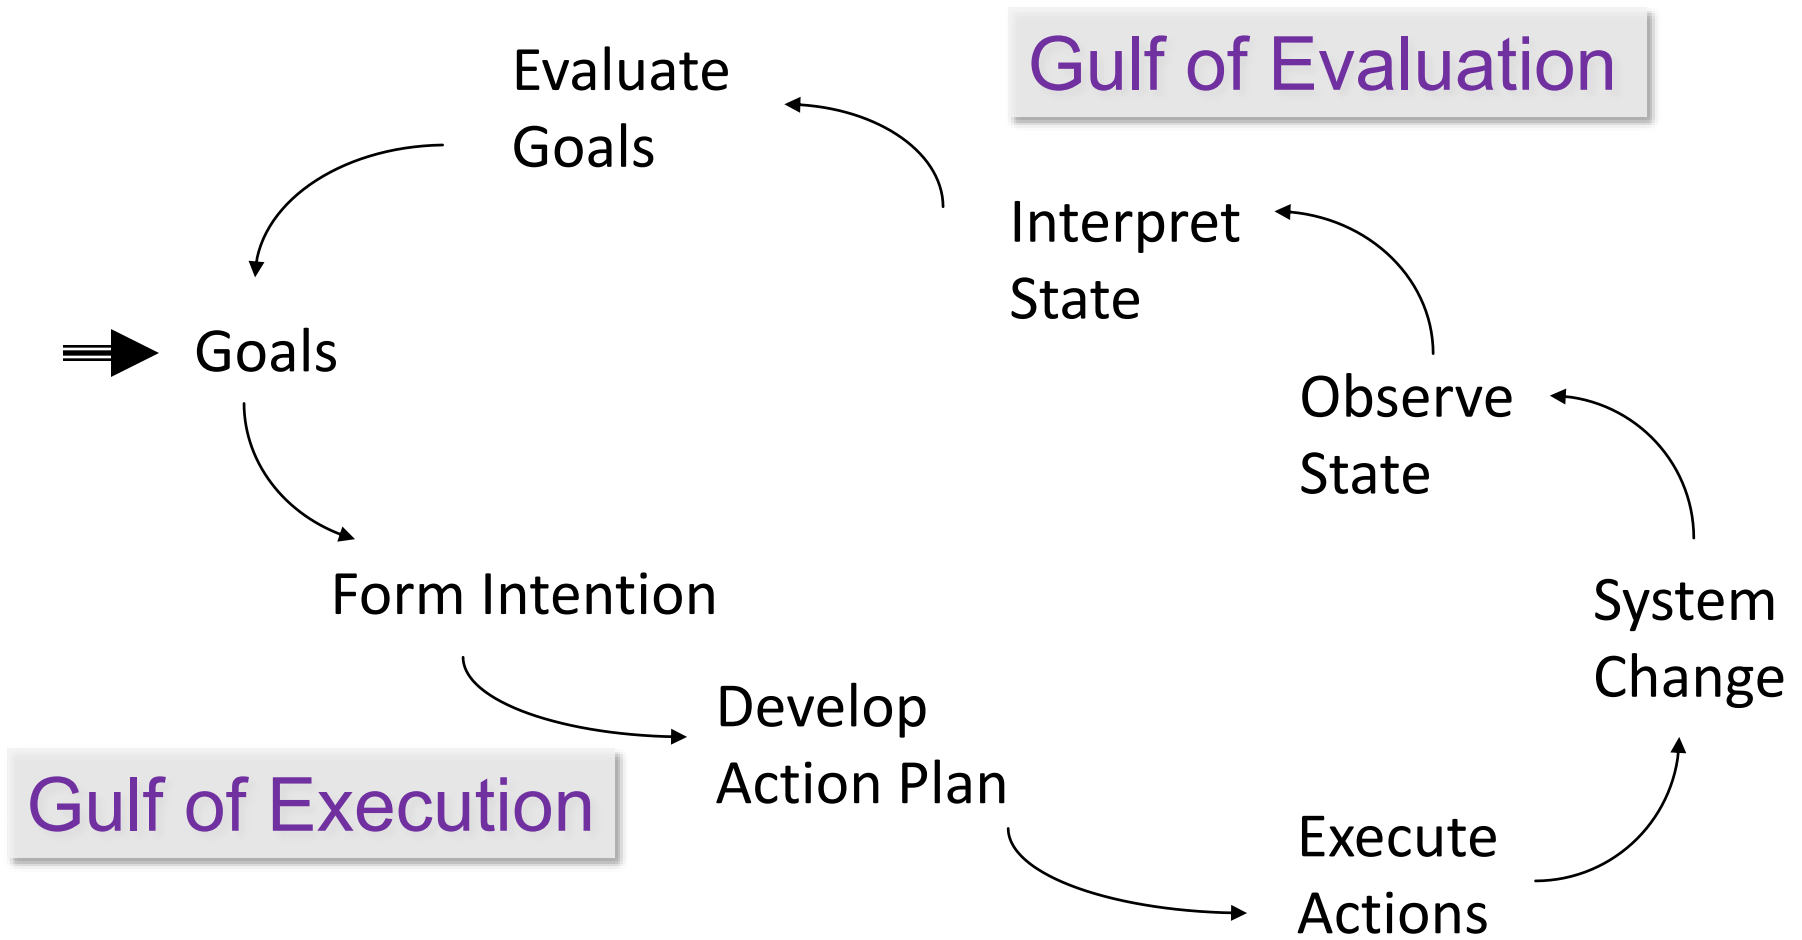 Evaluate
Goals
Gulf of Evaluation
Interpret
State
Goals
Observe
State
Form Intention
System
Change
Develop
Action Plan
Gulf of Execution
Execute
Actions